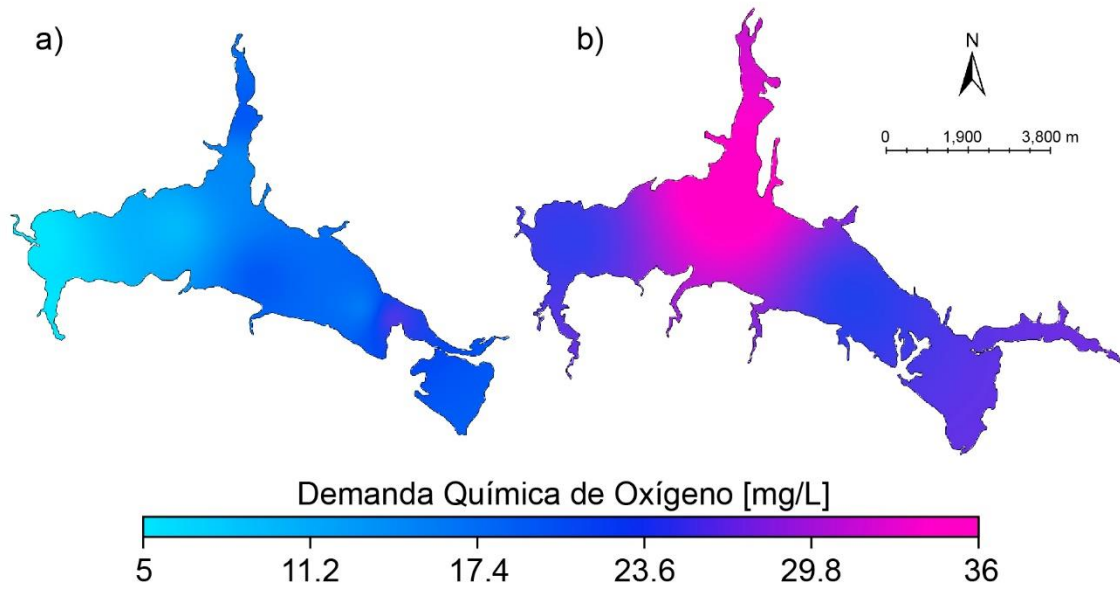 a)
b)
N
0 1,900 3,800 m
Demanda Química de Oxígeno [mg/L]
5 11.2 17.4 23.6 29.8 36